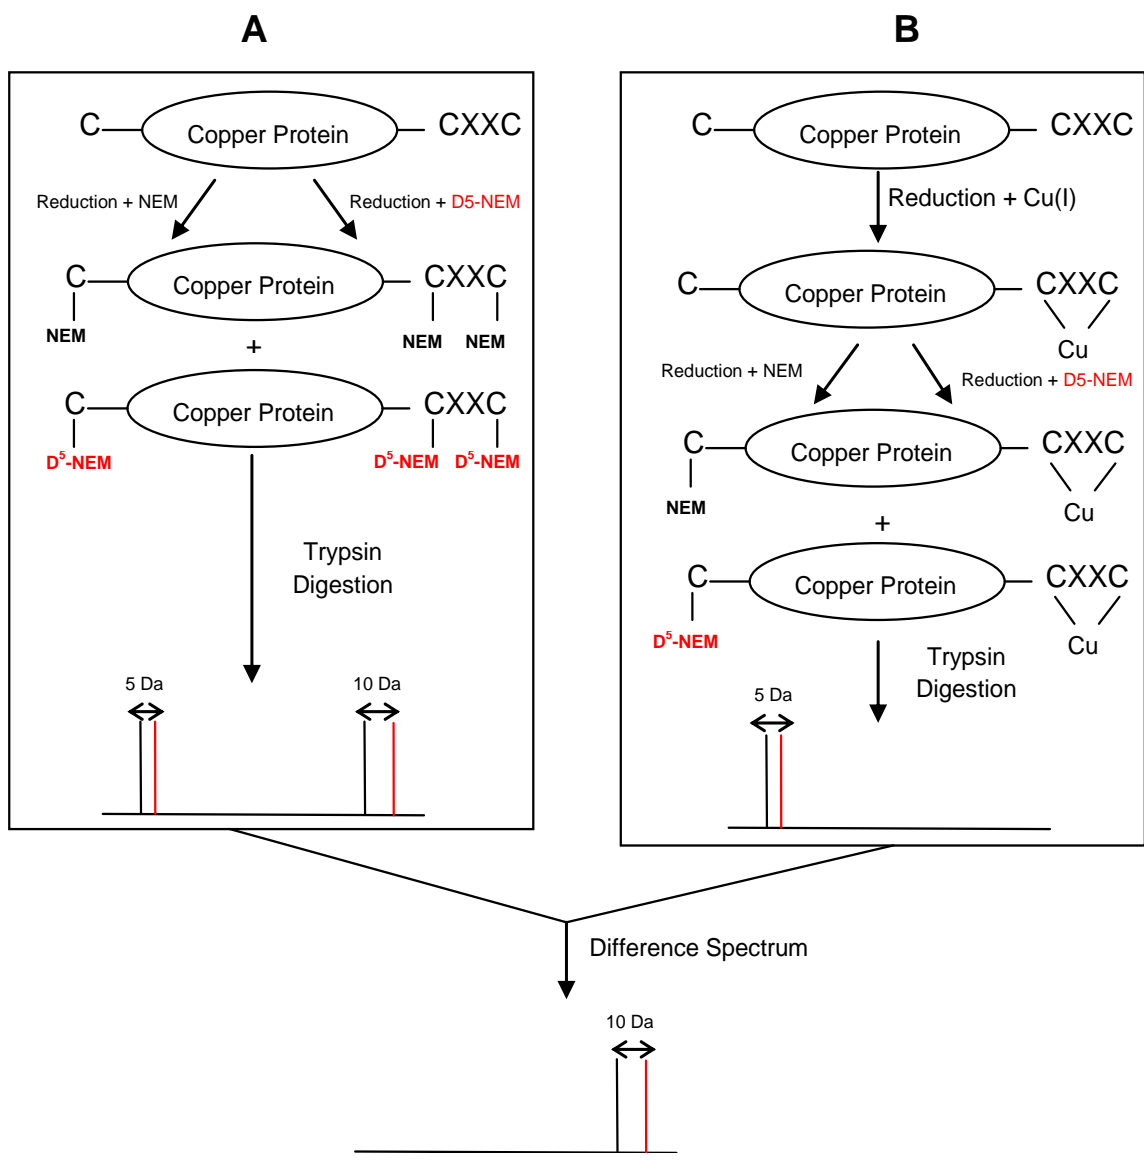 A
C
Copper Protein
CXXC
Reduction + NEM
Reduction + D5-NEM
C
Copper Protein
CXXC
NEM
NEM
NEM
+
C
Copper Protein
CXXC
D⁵-NEM
D⁵-NEM
D⁵-NEM
Trypsin
Digestion
5 Da
10 Da
B
C
Copper Protein
CXXC
Reduction + Cu(I)
C
Copper Protein
CXXC
Cu
Reduction + NEM
Reduction + D5-NEM
C
Copper Protein
CXXC
NEM
Cu
+
C
Copper Protein
CXXC
D⁵-NEM
Cu
Trypsin
Digestion
5 Da
Difference Spectrum
10 Da